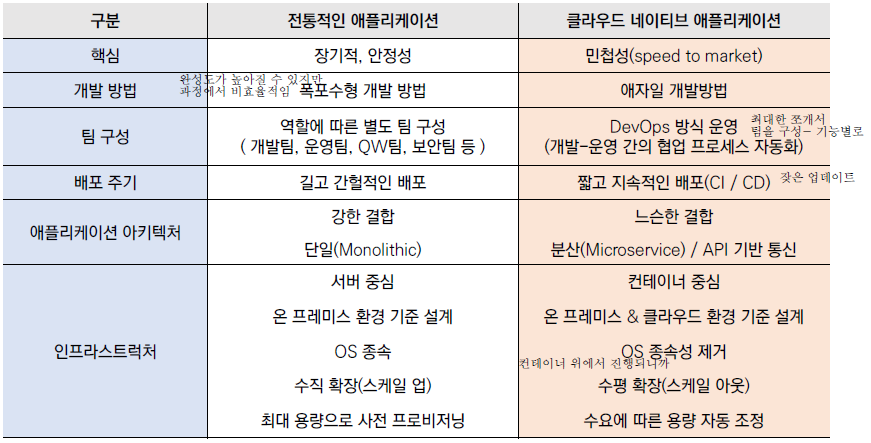 구분 전통적인 애플리케이션 클라우드 네이티브 애플리케이션
핵심 장기적, 안정성 민첩성(speed to market)
완성도가 높아질 수 있지만
과정에서 비효율적임
개발 방법 폭포수형 개발 방법 애자일 개발방법
팀 구성
역할에 따른 별도 팀 구성
( 개발팀, 운영팀, QW팀, 보안팀 등 )
DevOps 방식 운영
(개발-운영 간의 협업 프로세스 자동화)
최대한 쪼개서
팀을 구성- 기능별로
배포 주기 길고 간헐적인 배포 짧고 지속적인 배포(CI / CD) 잦은 업데이트
애플리케이션 아키텍처
강한 결합 느슨한 결합
단일(Monolithic) 분산(Microservice) / API 기반 통신
인프라스트럭처
서버 중심 컨테이너 중심
온 프레미스 환경 기준 설계 온 프레미스 & 클라우드 환경 기준 설계
OS 종속 OS 종속성 제거
컨테이너 위에서 진행되니까
수직 확장(스케일 업) 수평 확장(스케일 아웃)
최대 용량으로 사전 프로비저닝 수요에 따른 용량 자동 조정